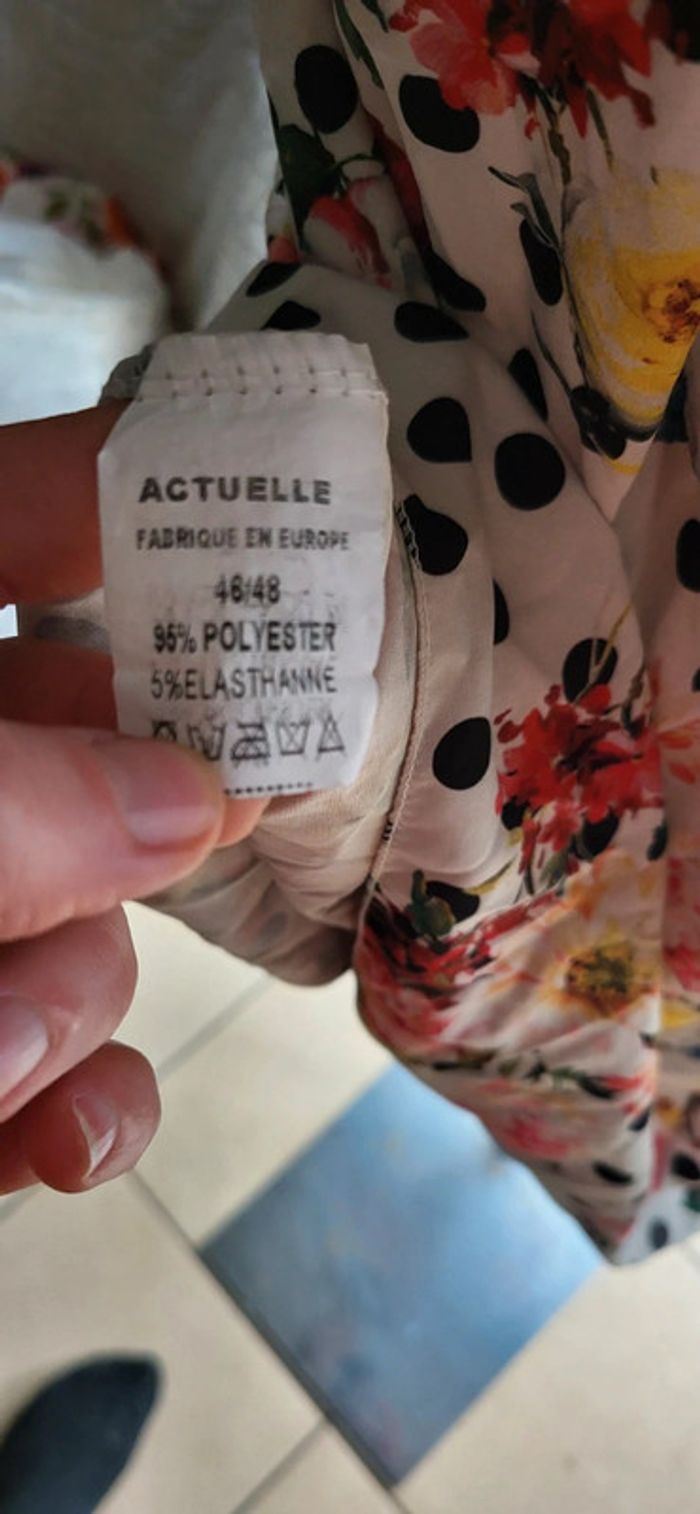 ACTUELLE
FABRIQUE EN EUROPE
46/48
95% POLYESTER
5%ELASTHANNE